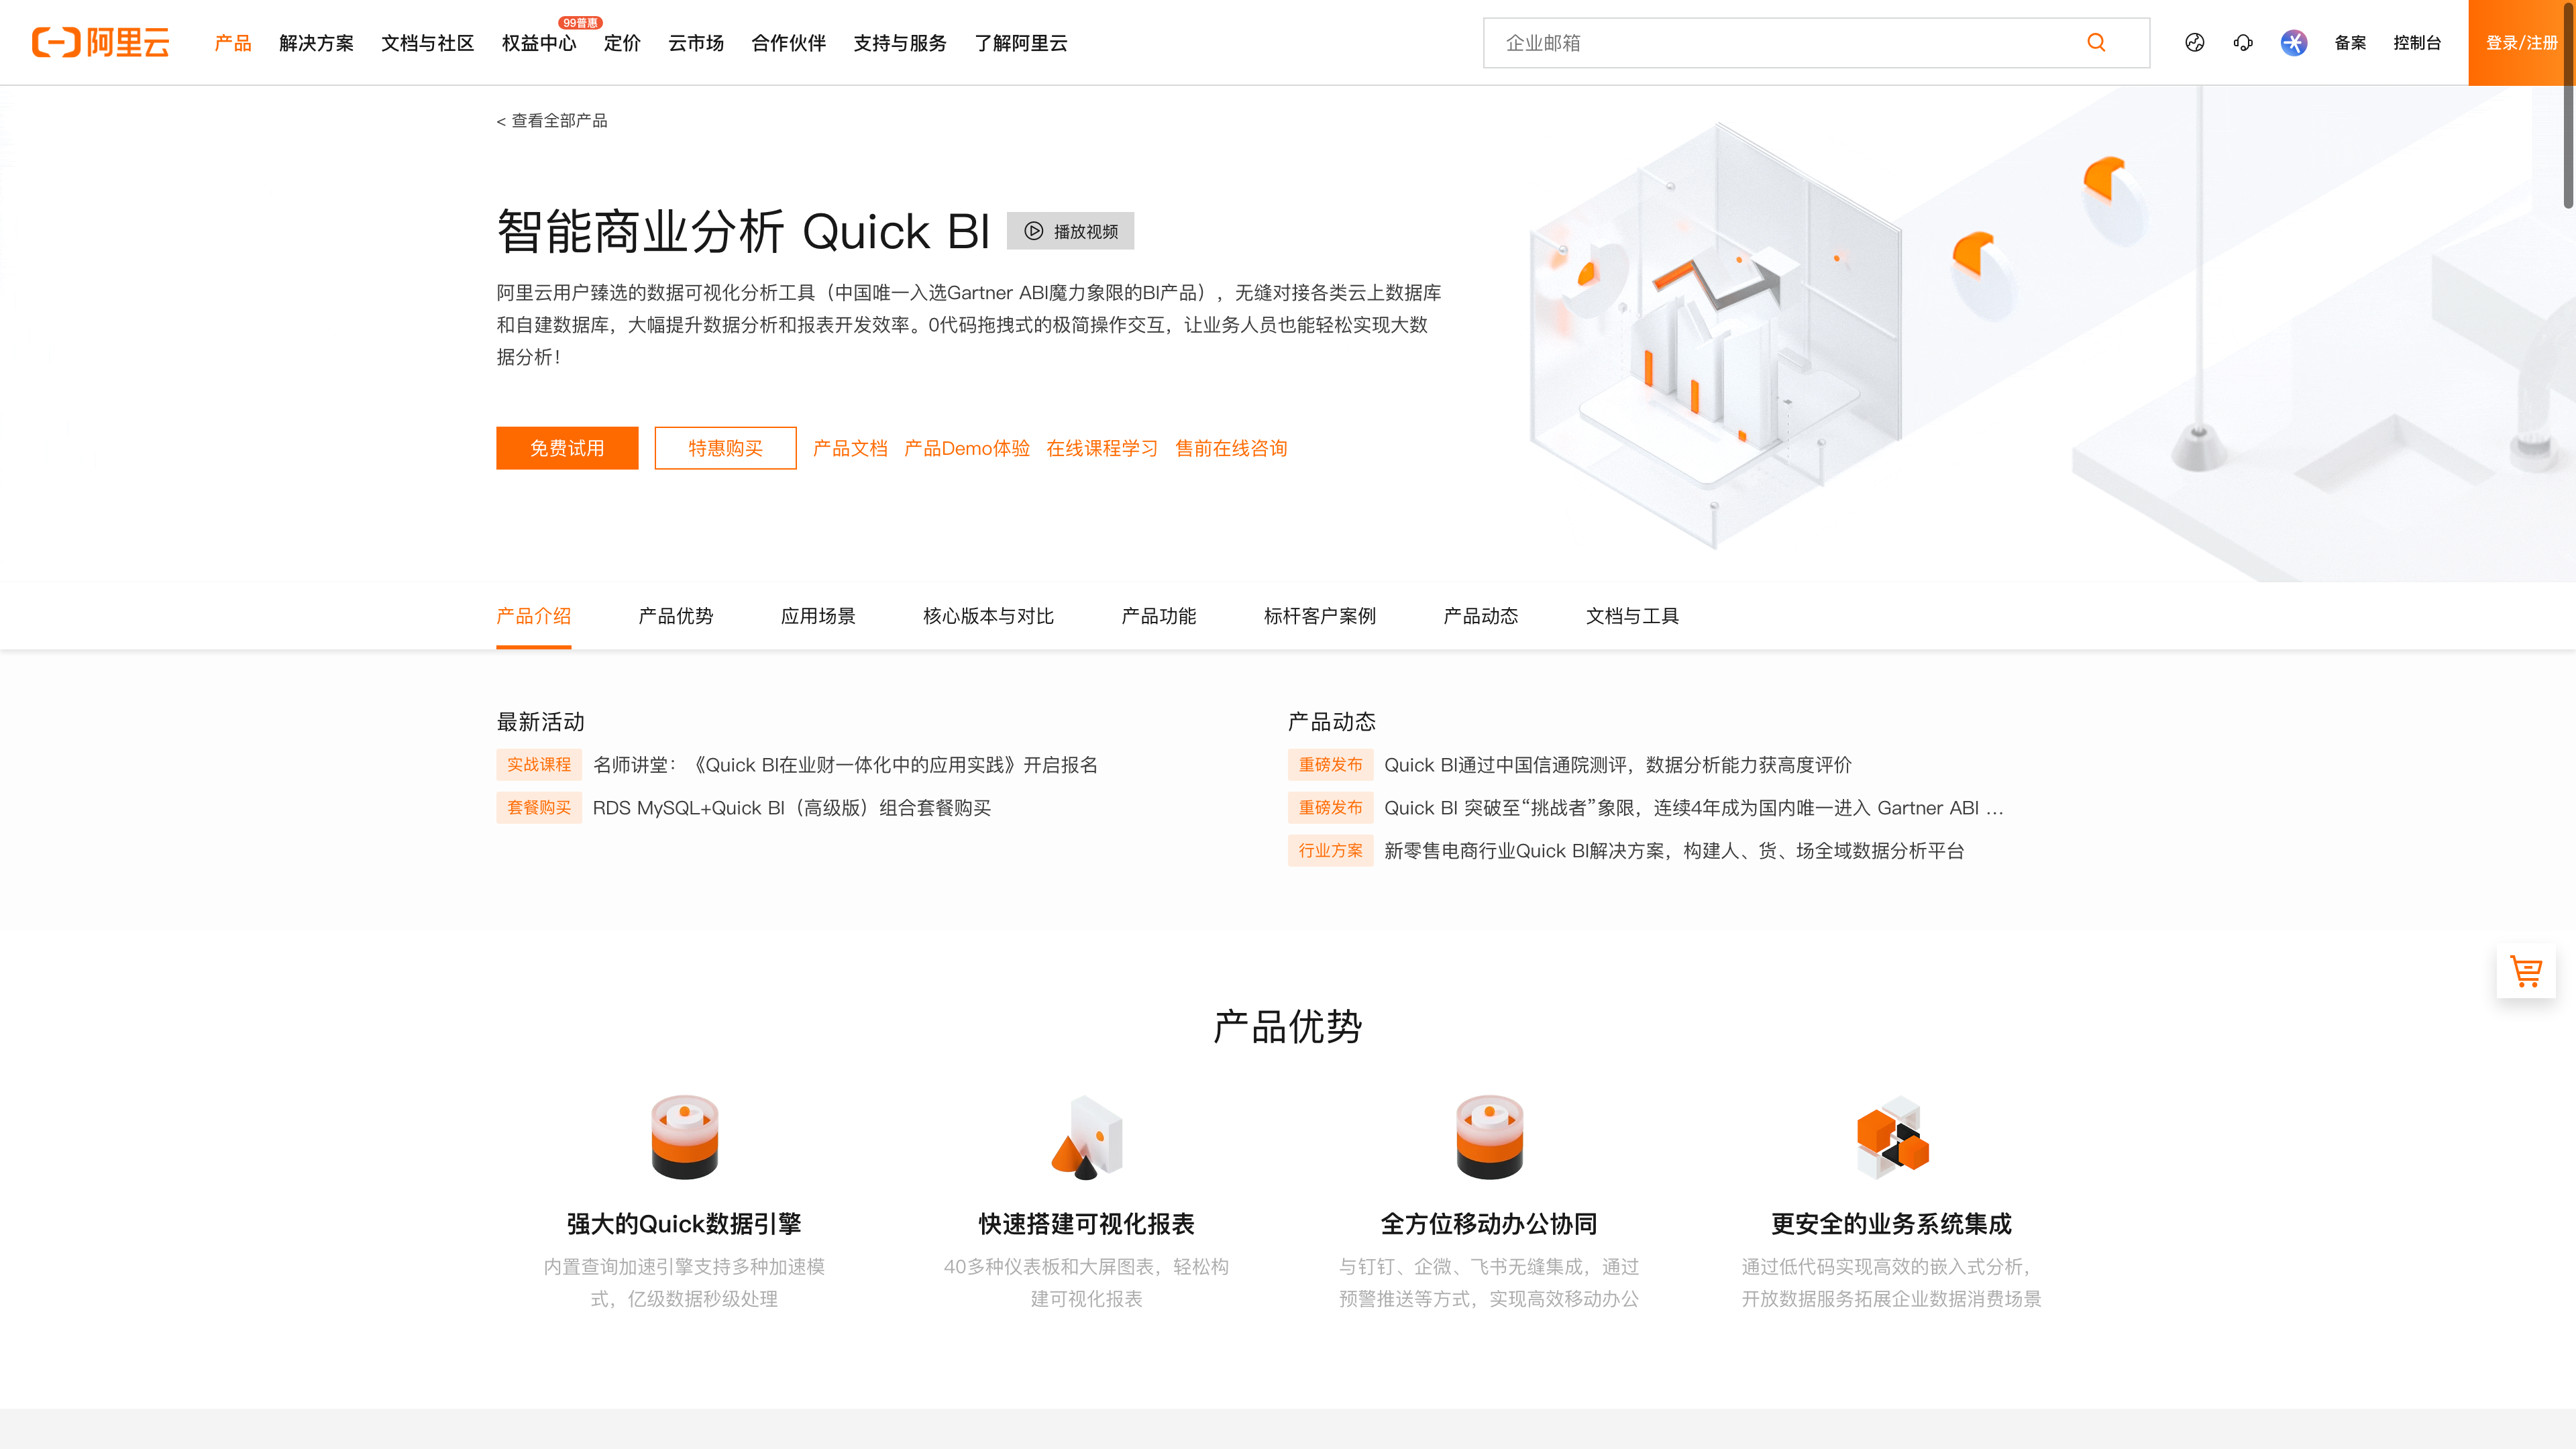 阿里云
产品
解决方案
文档与社区
权益中心
99普惠
定价
云市场
合作伙伴
支持与服务
了解阿里云
企业邮箱
备案
控制台
登录/注册
< 查看全部产品
智能商业分析 Quick BI
播放视频
阿里云用户臻选的数据可视化分析工具（中国唯一入选Gartner ABI魔力象限的BI产品），无缝对接各类云上数据库
和自建数据库，大幅提升数据分析和报表开发效率。0代码拖拽式的极简操作交互，让业务人员也能轻松实现大数
据分析！
免费试用
特惠购买
产品文档
产品Demo体验
在线课程学习
售前在线咨询
产品介绍
产品优势
应用场景
核心版本与对比
产品功能
标杆客户案例
产品动态
文档与工具
最新活动
实战课程 名师讲堂：《Quick BI在业财一体化中的应用实践》开启报名
套餐购买 RDS MySQL+Quick BI（高级版）组合套餐购买
产品动态
重磅发布 Quick BI通过中国信通院测评，数据分析能力获高度评价
重磅发布 Quick BI 突破至“挑战者”象限，连续4年成为国内唯一进入 Gartner ABI ...
行业方案 新零售电商行业Quick BI解决方案，构建人、货、场全域数据分析平台
产品优势
强大的Quick数据引擎
内置查询加速引擎支持多种加速模
式，亿级数据秒级处理
快速搭建可视化报表
40多种仪表板和大屏图表，轻松构
建可视化报表
全方位移动办公协同
与钉钉、企微、飞书无缝集成，通过
预警推送等方式，实现高效移动办公
更安全的业务系统集成
通过低代码实现高效的嵌入式分析，
开放数据服务拓展企业数据消费场景